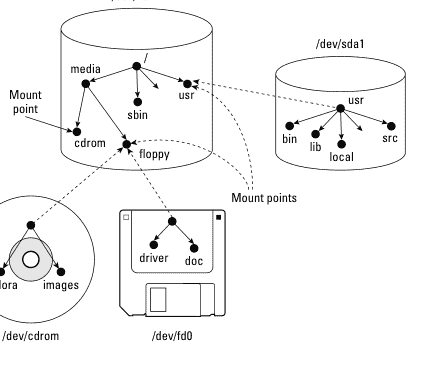 /dev/sda1
/
media
usr
Mount
point
sbin
cdrom
floppy
usr
bin
lib
local
src
Mount points
driver
doc
images
/dev/cdrom
/dev/fd0